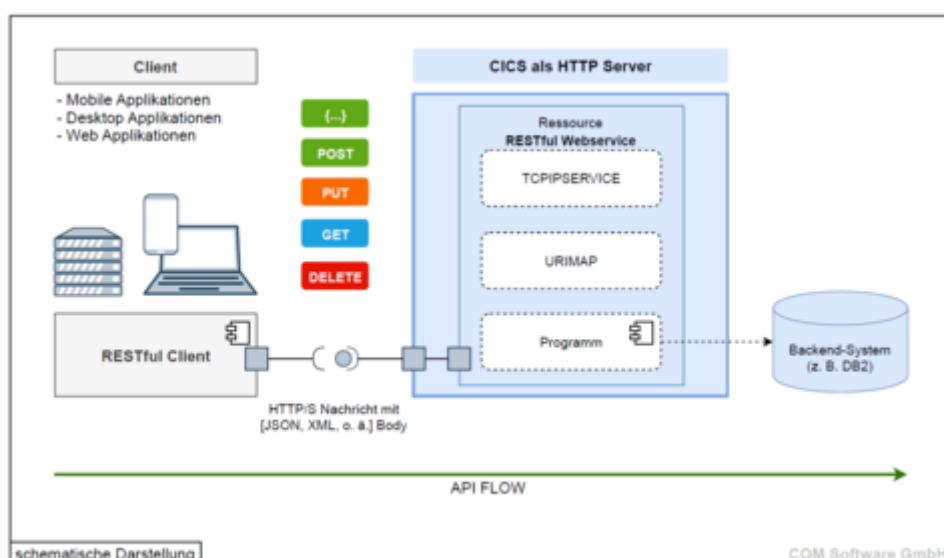 Client
- Mobile Applikationen
- Desktop Applikationen
- Web Applikationen
{...}
POST
PUT
GET
DELETE
RESTful Client
HTTP/S Nachricht mit
[JSON, XML, o. ä.] Body
CICS als HTTP Server
Ressource
RESTful Webservice
TCPIPSERVICE
URIMAP
Programm
Backend-System
(z. B. DB2)
API FLOW
schematische Darstellung
COM Software GmbH